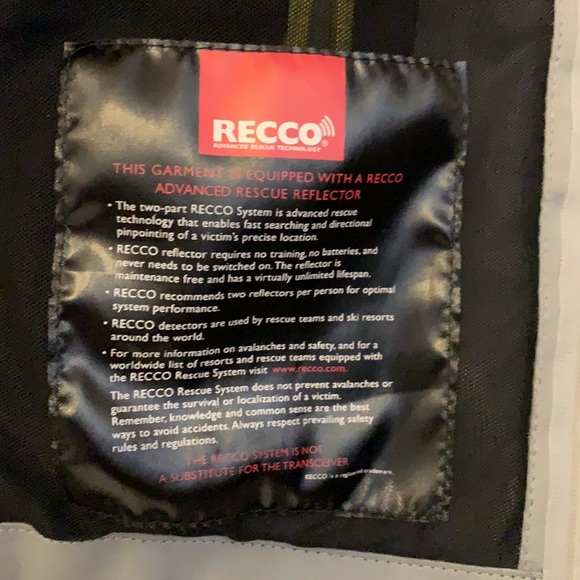 RECCO®
ADVANCED RESCUE TECHNOLOGY
THIS GARMENT IS EQUIPPED WITH A RECCO
ADVANCED RESCUE REFLECTOR
• The two-part RECCO System is advanced rescue
technology that enables fast searching and directional
pinpointing of a victim's precise location.
• RECCO reflector requires no training, no batteries, and
never needs to be switched on. The reflector is
maintenance free and has a virtually unlimited lifespan.
• RECCO recommends two reflectors per person for optimal
system performance.
• RECCO detectors are used by rescue teams and ski resorts
around the world.
• For more information on avalanches and safety, and for a
worldwide list of resorts and rescue teams equipped with
the RECCO Rescue System visit www.recco.com.
The RECCO Rescue System does not prevent avalanches or
guarantee the survival or localization of a victim.
Remember, knowledge and common sense are the best
ways to avoid accidents. Always respect prevailing safety
rules and regulations.
THE RECCO SYSTEM IS NOT
A SUBSTITUTE FOR THE TRANSCEIVER
RECCO is a registered trademark.